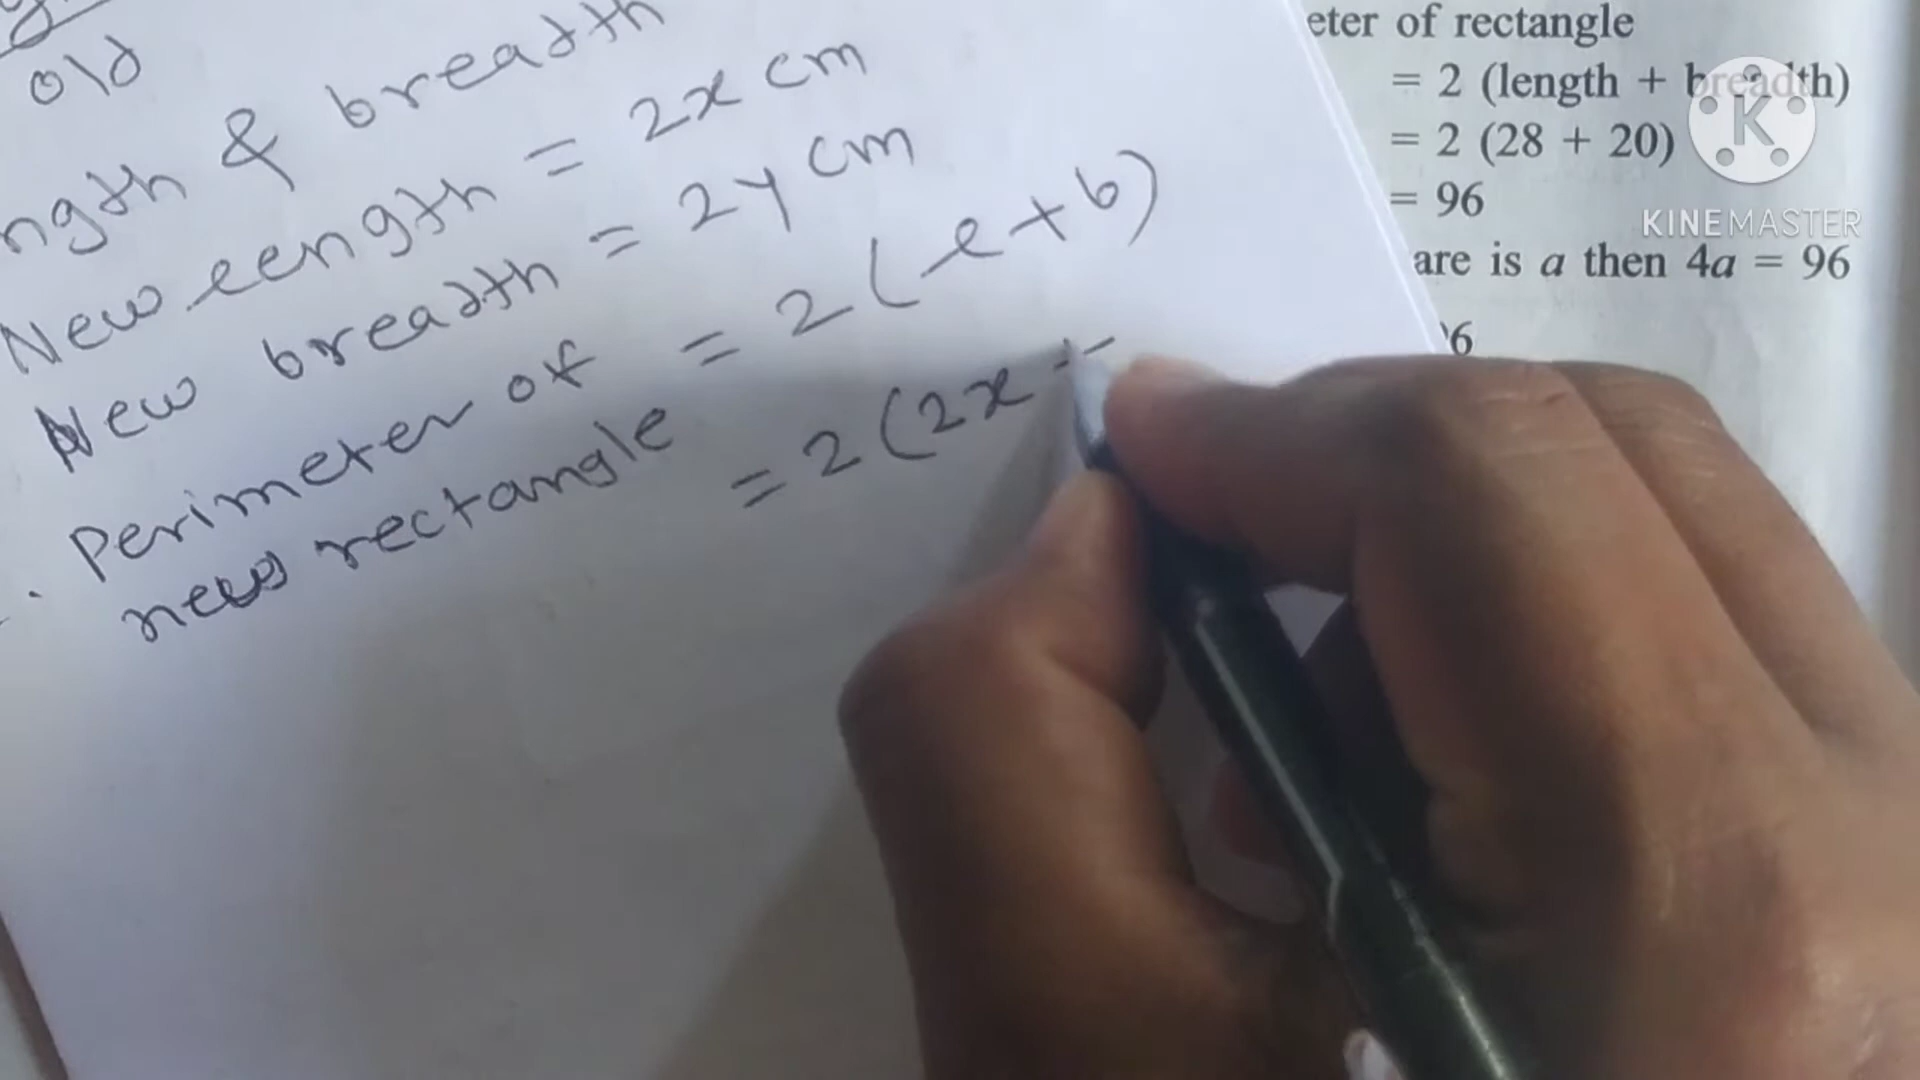 old
ngth & breadth
New length = 2x cm
New breadth = 2y cm
Perimeter of = 2(l+b)
new rectangle
= 2(2x +
eter of rectangle
= 2 (length + breadth)
= 2 (28 + 20)
= 96
are is a then 4a = 96
6
K
KINEMASTER